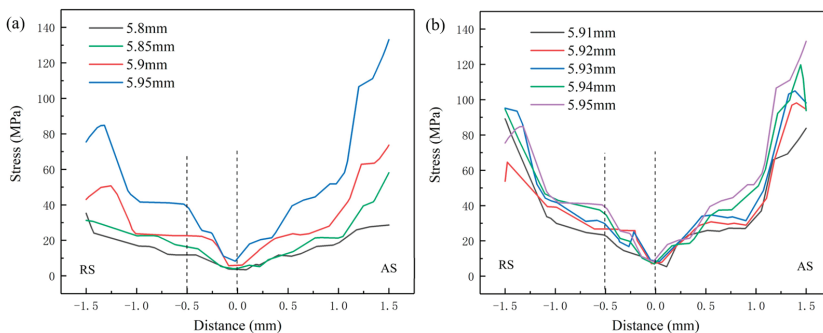 (a)
5.8mm
5.85mm
5.9mm
5.95mm
140
120
100
80
60
40
20
0
Stress (MPa)
RS
AS
-1.5
-1.0
-0.5
0.0
0.5
1.0
1.5
Distance (mm)
(b)
5.91mm
5.92mm
5.93mm
5.94mm
5.95mm
140
120
100
80
60
40
20
0
Stress (MPa)
RS
AS
-1.5
-1.0
-0.5
0.0
0.5
1.0
1.5
Distance (mm)